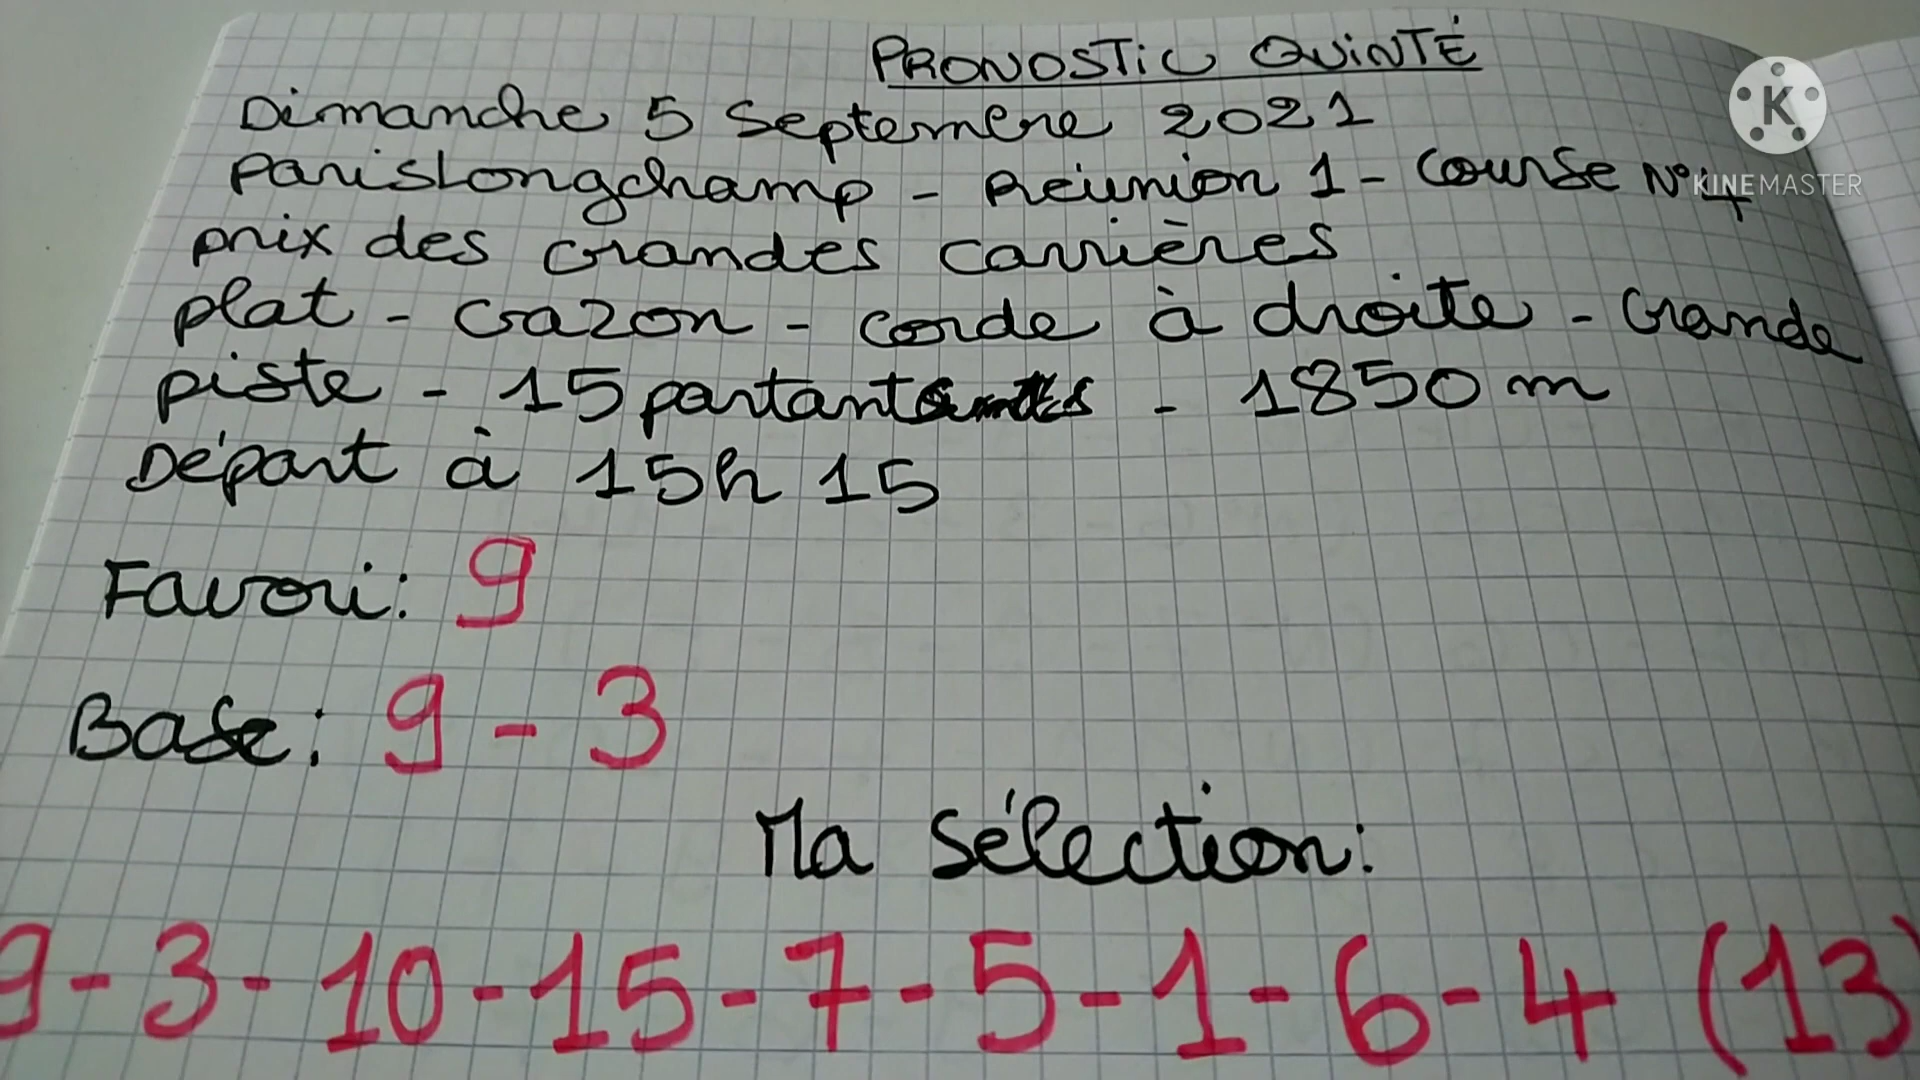 PRONOSTIC QUINTÉ
Dimanche 5 Septembre 2021
ParisLongchamp - Réunion 1 - Course N°4
KINEMASTER
prix des Grandes Carrières
plat - Gazon - corde à droite - Grande
piste - 15 partants - 1850 m
Départ à 15h 15
Favori: 9
Base: 9 - 3
Ma Sélection:
9 - 3 - 10 - 15 - 7 - 5 - 1 - 6 - 4 (13)